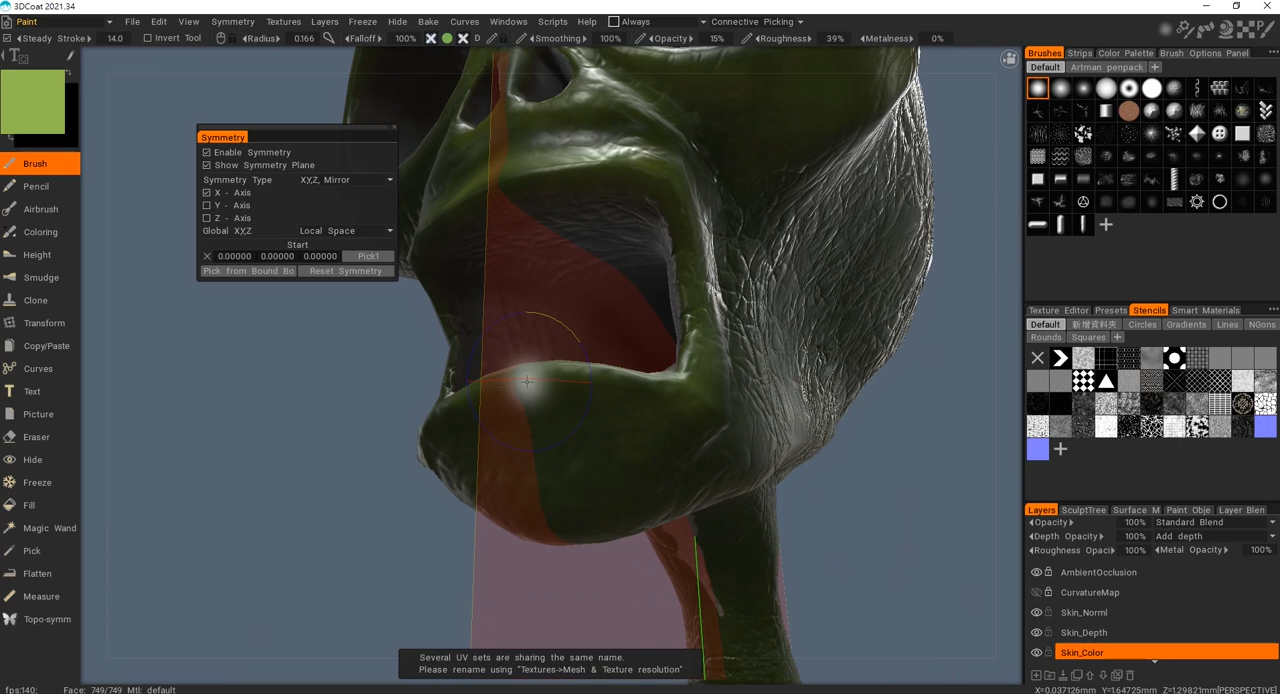 3DCoat 2021.34
Paint File Edit View Symmetry Textures Layers Freeze Hide Bake Curves Windows Scripts Help Always Connective Picking
Steady Stroke 14.0 Invert Tool Radius 0.166 Falloff 100% D Smoothing 100% Opacity 15% Roughness 39% Metalness 0%
Brush
Pencil
Airbrush
Coloring
Height
Smudge
Clone
Transform
Copy/Paste
Curves
Text
Picture
Eraser
Hide
Freeze
Fill
Magic Wand
Pick
Flatten
Measure
Topo-symm
Symmetry
Enable Symmetry
Show Symmetry Plane
Symmetry Type X,Y,Z, Mirror
X - Axis
Y - Axis
Z - Axis
Global X,Y,Z Local Space
Start
0.00000 0.00000 0.00000 Pick1
Pick from Bound Bo Reset Symmetry
Several UV sets are sharing the same name.
Please rename using "Textures->Mesh & Texture resolution"
Brushes Strips Color Palette Brush Options Panel
Default Artman penpack
Texture Editor Presets Stencils Smart Materials
Default 新增資料夾 Circles Gradients Lines NGons
Rounds Squares
Layers SculptTree Surface M Paint Obje Layer Blen
Opacity 100% Standard Blend
Depth Opacity 100% Add depth
Roughness Opaci 100% Metal Opacity 100%
AmbientOcclusion
CurvatureMap
Skin_Norml
Skin_Depth
Skin_Color
fps:140; Face: 749/749 Mtl: default X=0.037126mm Y=1.64725mm Z=1.29821m[PERSPECTIVE]